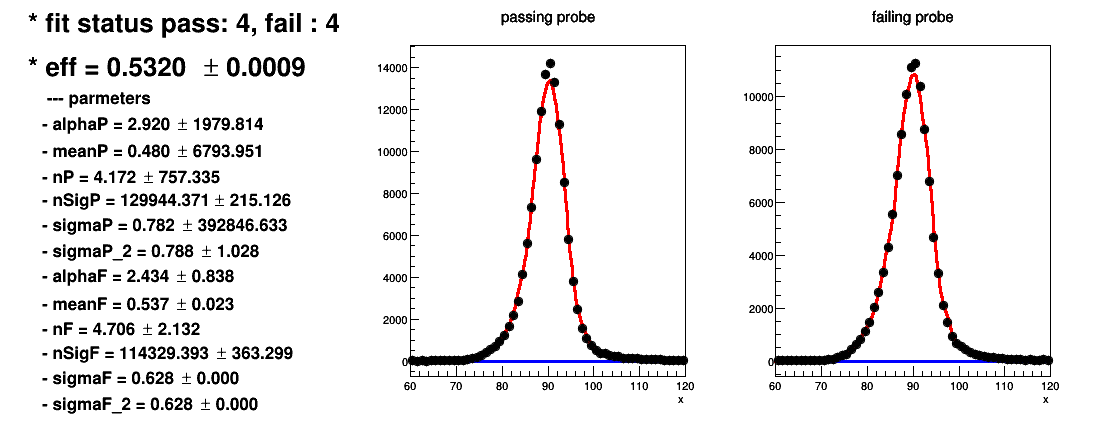 * fit status pass: 4, fail : 4
* eff = 0.5320 ± 0.0009
--- parmeters
- alphaP = 2.920 ± 1979.814
- meanP = 0.480 ± 6793.951
- nP = 4.172 ± 757.335
- nSigP = 129944.371 ± 215.126
- sigmaP = 0.782 ± 392846.633
- sigmaP_2 = 0.788 ± 1.028
- alphaF = 2.434 ± 0.838
- meanF = 0.537 ± 0.023
- nF = 4.706 ± 2.132
- nSigF = 114329.393 ± 363.299
- sigmaF = 0.628 ± 0.000
- sigmaF_2 = 0.628 ± 0.000
passing probe
14000
12000
10000
8000
6000
4000
2000
0
60 70 80 90 100 110 120
x
failing probe
10000
8000
6000
4000
2000
0
60 70 80 90 100 110 120
x